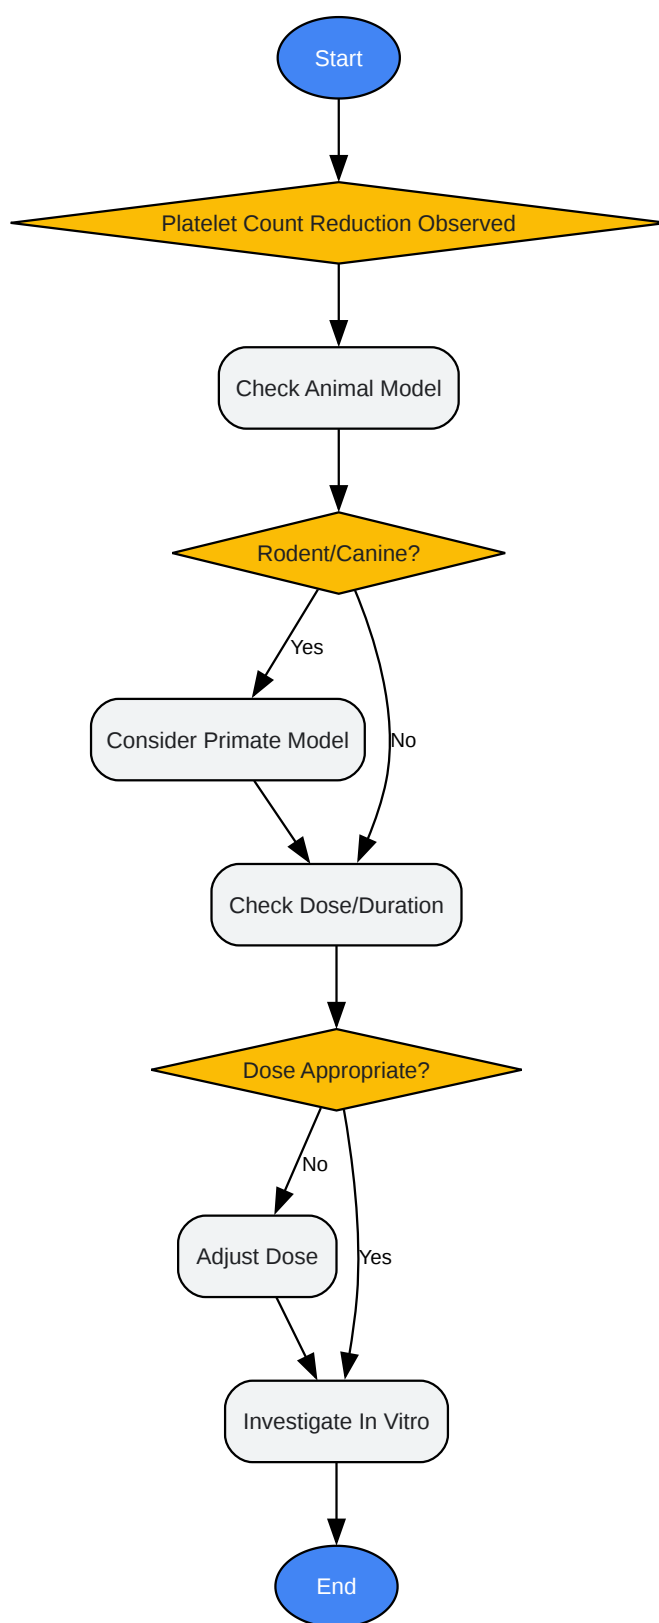 Start
Platelet Count Reduction Observed
Check Animal Model
Rodent/Canine?
Yes
Consider Primate Model
No
Check Dose/Duration
Dose Appropriate?
No
Adjust Dose
Yes
Investigate In Vitro
End